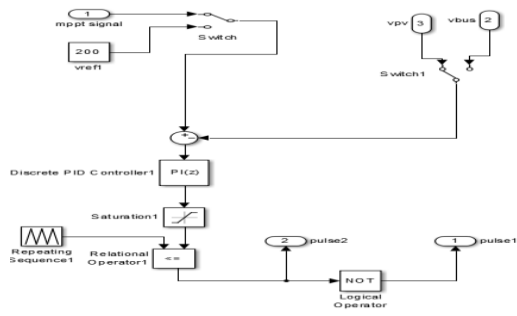 1
mppt signal
Switch
200
vref1
vpv
3
vbus
2
Switch1
+
−
Discrete PID Controller1
PI(z)
Saturation1
Repeating
Sequence1
Relational
Operator1
<=
2
pulse2
NOT
Logical
Operator
1
pulse1